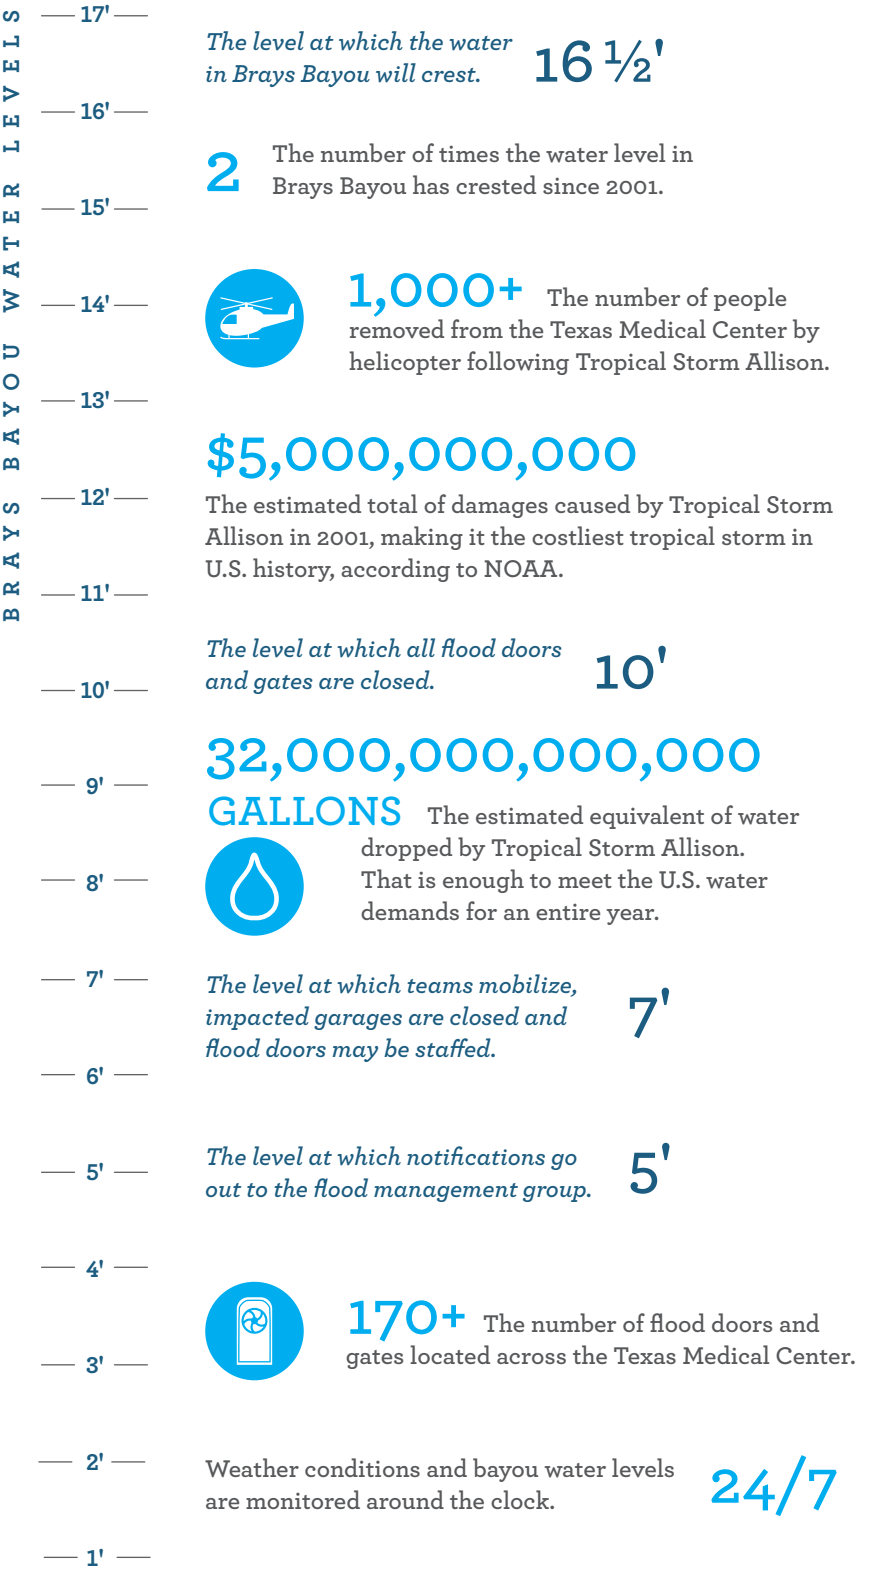 BRAYS BAYOU WATER LEVELS
17'
The level at which the water
in Brays Bayou will crest.
16 ½'
16'
2
The number of times the water level in
Brays Bayou has crested since 2001.
15'
1,000+ The number of people
removed from the Texas Medical Center by
helicopter following Tropical Storm Allison.
14'
13'
$5,000,000,000
The estimated total of damages caused by Tropical Storm
Allison in 2001, making it the costliest tropical storm in
U.S. history, according to NOAA.
12'
11'
The level at which all flood doors
and gates are closed.
10'
10'
32,000,000,000,000
GALLONS The estimated equivalent of water
dropped by Tropical Storm Allison.
That is enough to meet the U.S. water
demands for an entire year.
9'
8'
7'
The level at which teams mobilize,
impacted garages are closed and
flood doors may be staffed.
7'
6'
The level at which notifications go
out to the flood management group.
5'
5'
4'
170+ The number of flood doors and
gates located across the Texas Medical Center.
3'
2'
Weather conditions and bayou water levels
are monitored around the clock.
24/7
1'